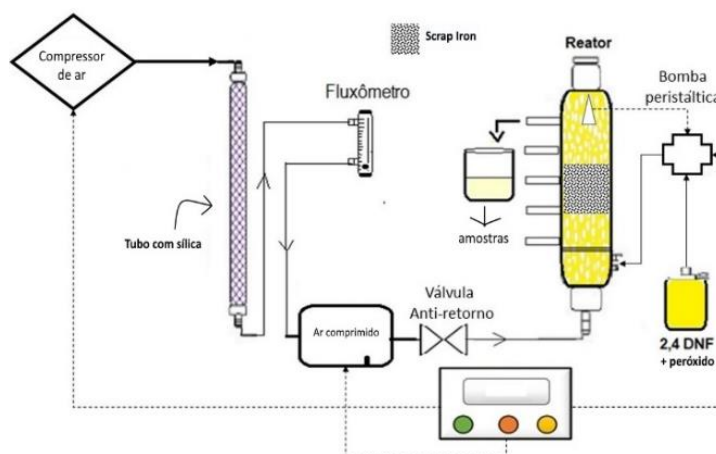 Compressor
de ar
Scrap Iron
Reator
Bomba
peristáltica
Fluxômetro
Tubo com sílica
amostras
Válvula
Anti-retorno
Ar comprimido
2,4 DNF
+ peróxido